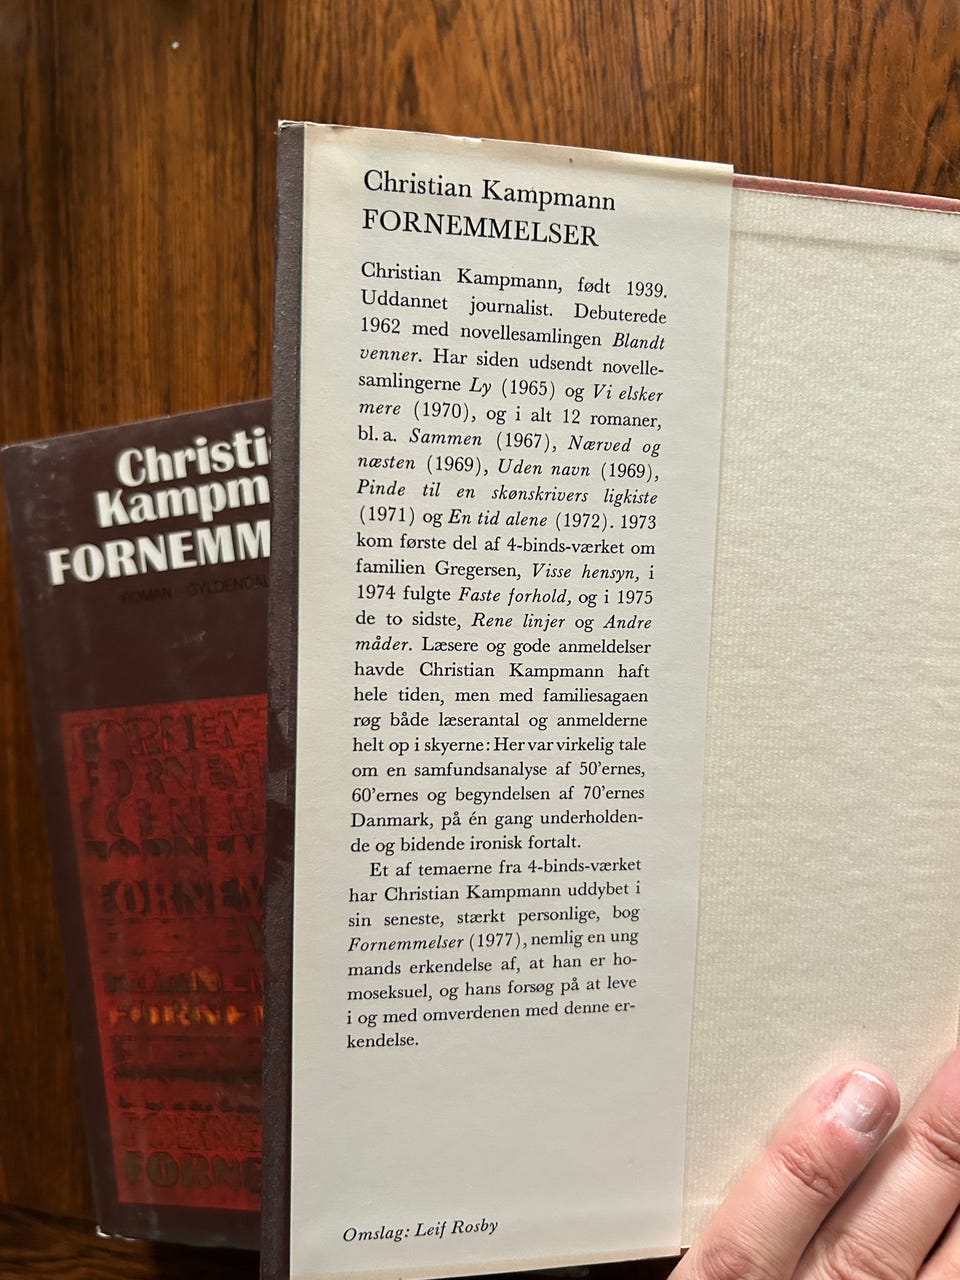 Christian Kampmann
FORNEMMELSER
Christian Kampmann, født 1939.
Uddannet journalist. Debuterede
1962 med novellesamlingen Blandt
venner. Har siden udsendt novelle-
samlingerne Ly (1965) og Vi elsker
mere (1970), og i alt 12 romaner,
bl. a. Sammen (1967), Nærved og
næsten (1969), Uden navn (1969),
Pinde til en skønskrivers ligkiste
(1971) og En tid alene (1972). 1973
kom første del af 4-binds-værket om
familien Gregersen, Visse hensyn, i
1974 fulgte Faste forhold, og i 1975
de to sidste, Rene linjer og Andre
måder. Læsere og gode anmeldelser
havde Christian Kampmann haft
hele tiden, men med familiesagaen
røg både læserantal og anmelderne
helt op i skyerne: Her var virkelig tale
om en samfundsanalyse af 50'ernes,
60'ernes og begyndelsen af 70'ernes
Danmark, på én gang underholden-
de og bidende ironisk fortalt.
Et af temaerne fra 4-binds-værket
har Christian Kampmann uddybet i
sin seneste, stærkt personlige, bog
Fornemmelser (1977), nemlig en ung
mands erkendelse af, at han er ho-
moseksuel, og hans forsøg på at leve
i og med omverdenen med denne er-
kendelse.
Omslag: Leif Rosby
Christi
Kampm
FORNEMM
ROMAN GYLDENDAL